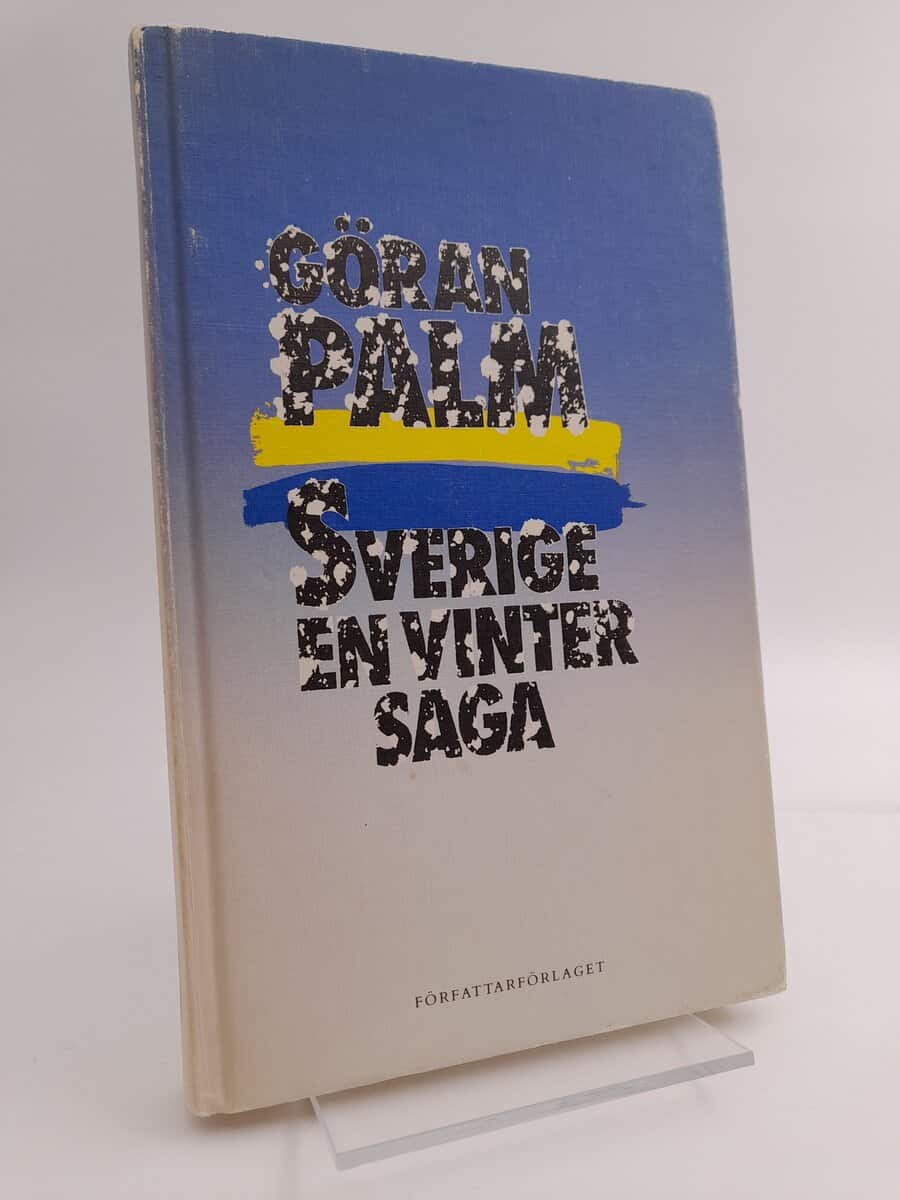 GÖRAN
PALM
SVERIGE
EN VINTER
SAGA
FÖRFATTARFÖRLAGET